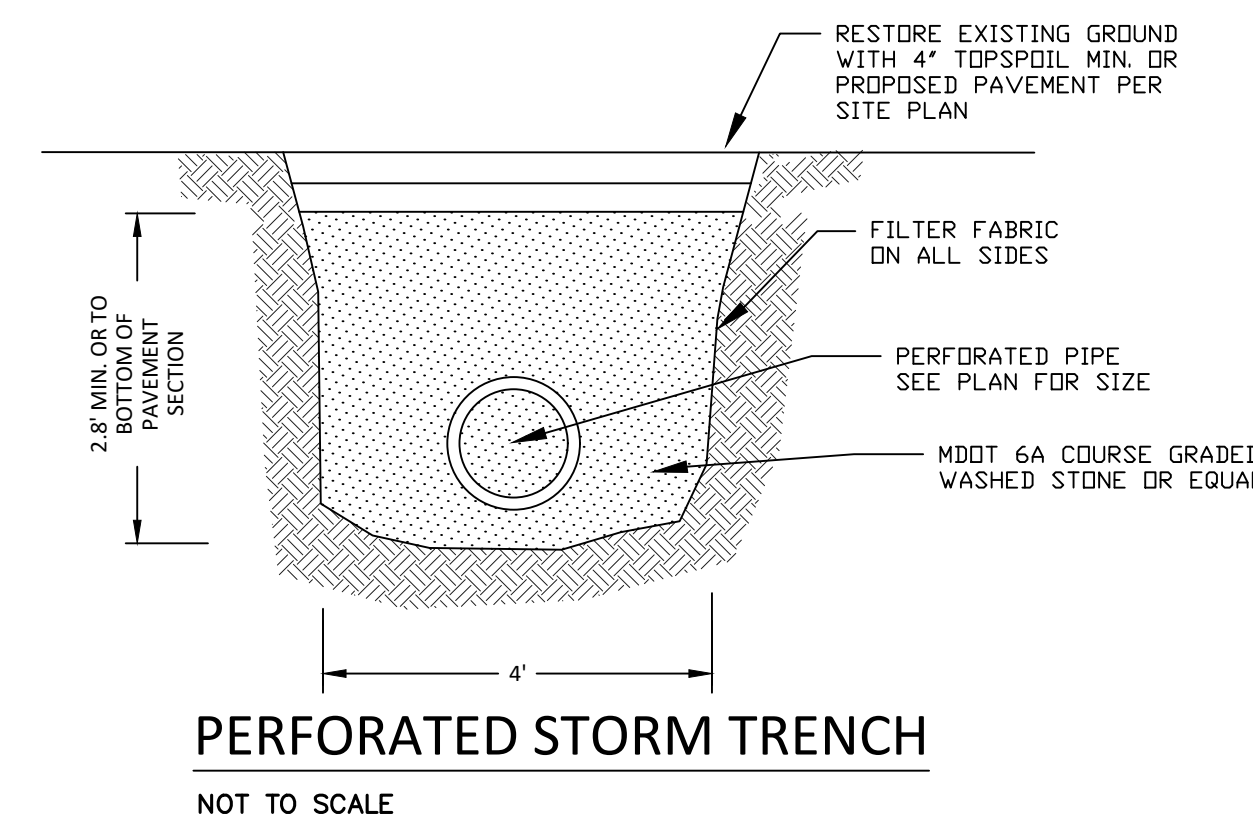 RESTORE EXISTING GROUND
WITH 4" TOPSPOIL MIN. OR
PROPOSED PAVEMENT PER
SITE PLAN
FILTER FABRIC
ON ALL SIDES
2.8' MIN. OR TO
BOTTOM OF
PAVEMENT
SECTION
PERFORATED PIPE
SEE PLAN FOR SIZE
MDOT 6A COURSE GRADED
WASHED STONE OR
4'
PERFORATED STORM TRENCH
NOT TO SCALE